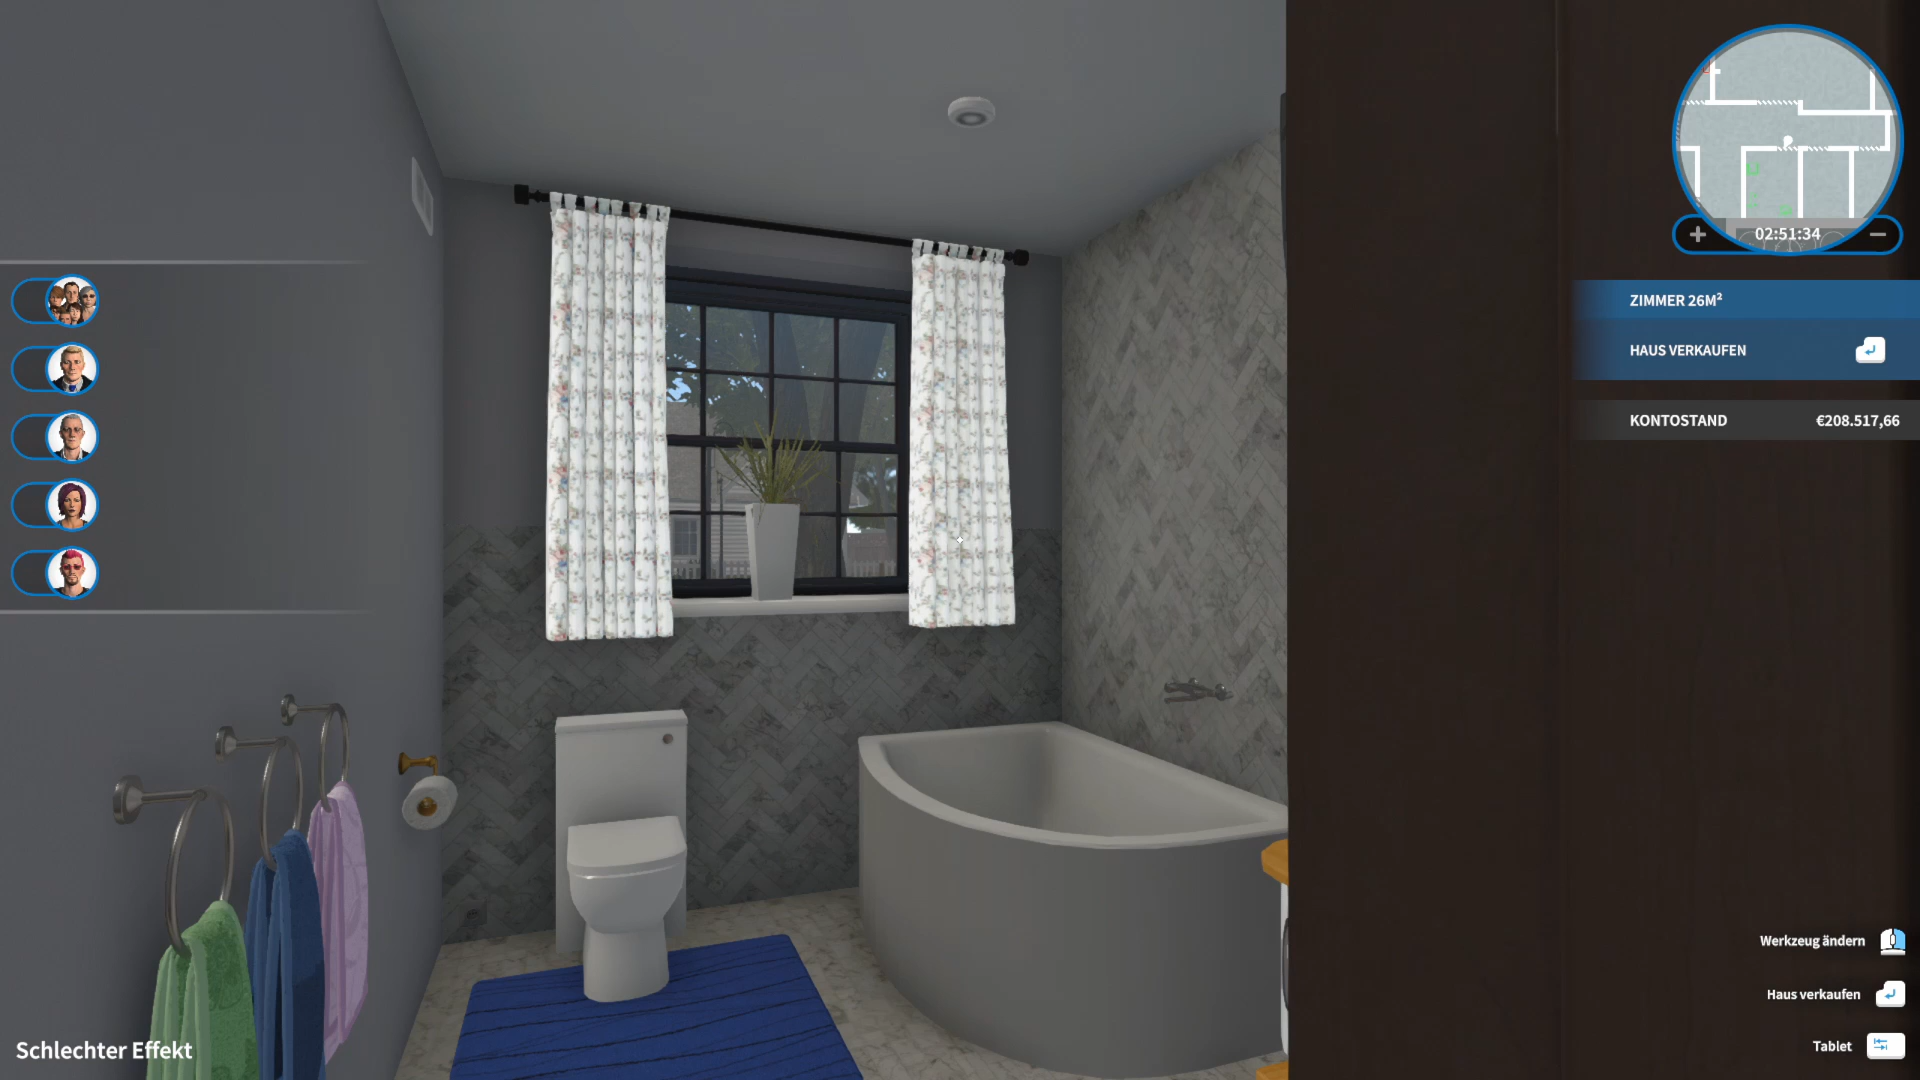 02:51:34
ZIMMER 26M²
HAUS VERKAUFEN
KONTOSTAND €208.517,66
Werkzeug ändern
Haus verkaufen
Tablet
Schlechter Effekt